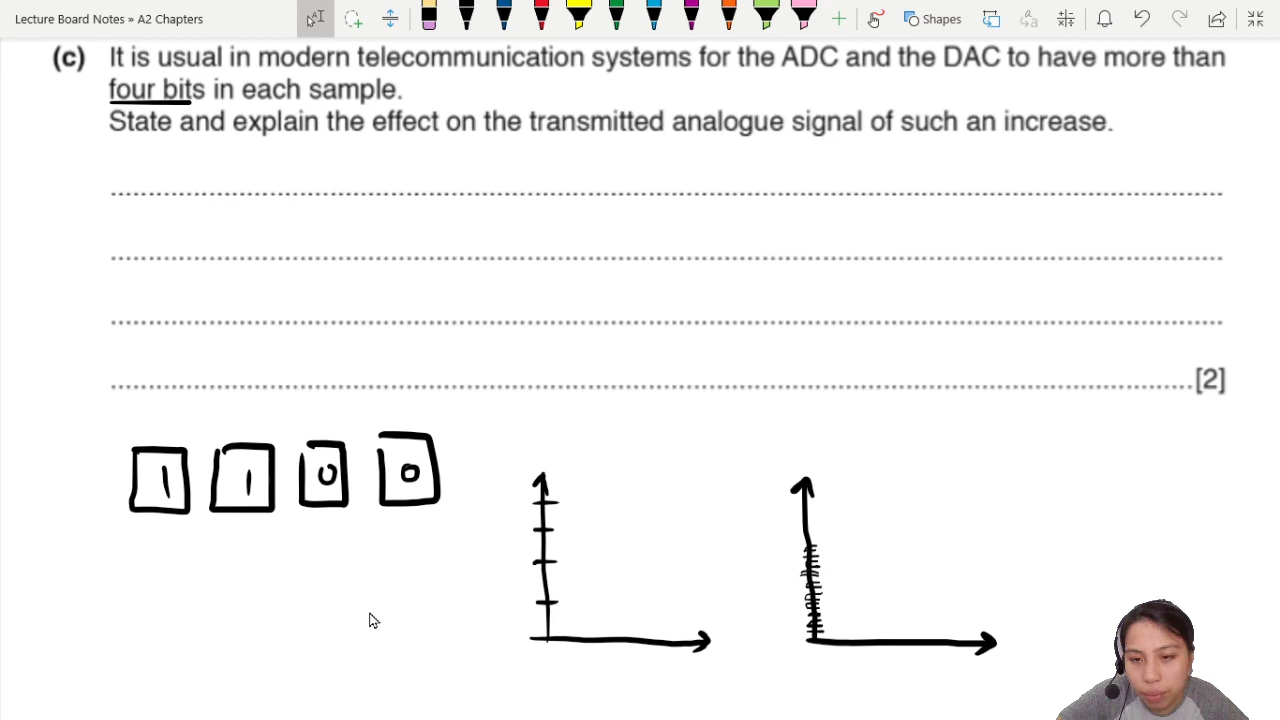 Lecture Board Notes » A2 Chapters
Shapes
(c) It is usual in modern telecommunication systems for the ADC and the DAC to have more than
four bits in each sample.
State and explain the effect on the transmitted analogue signal of such an increase.
[2]
1 1 0 0